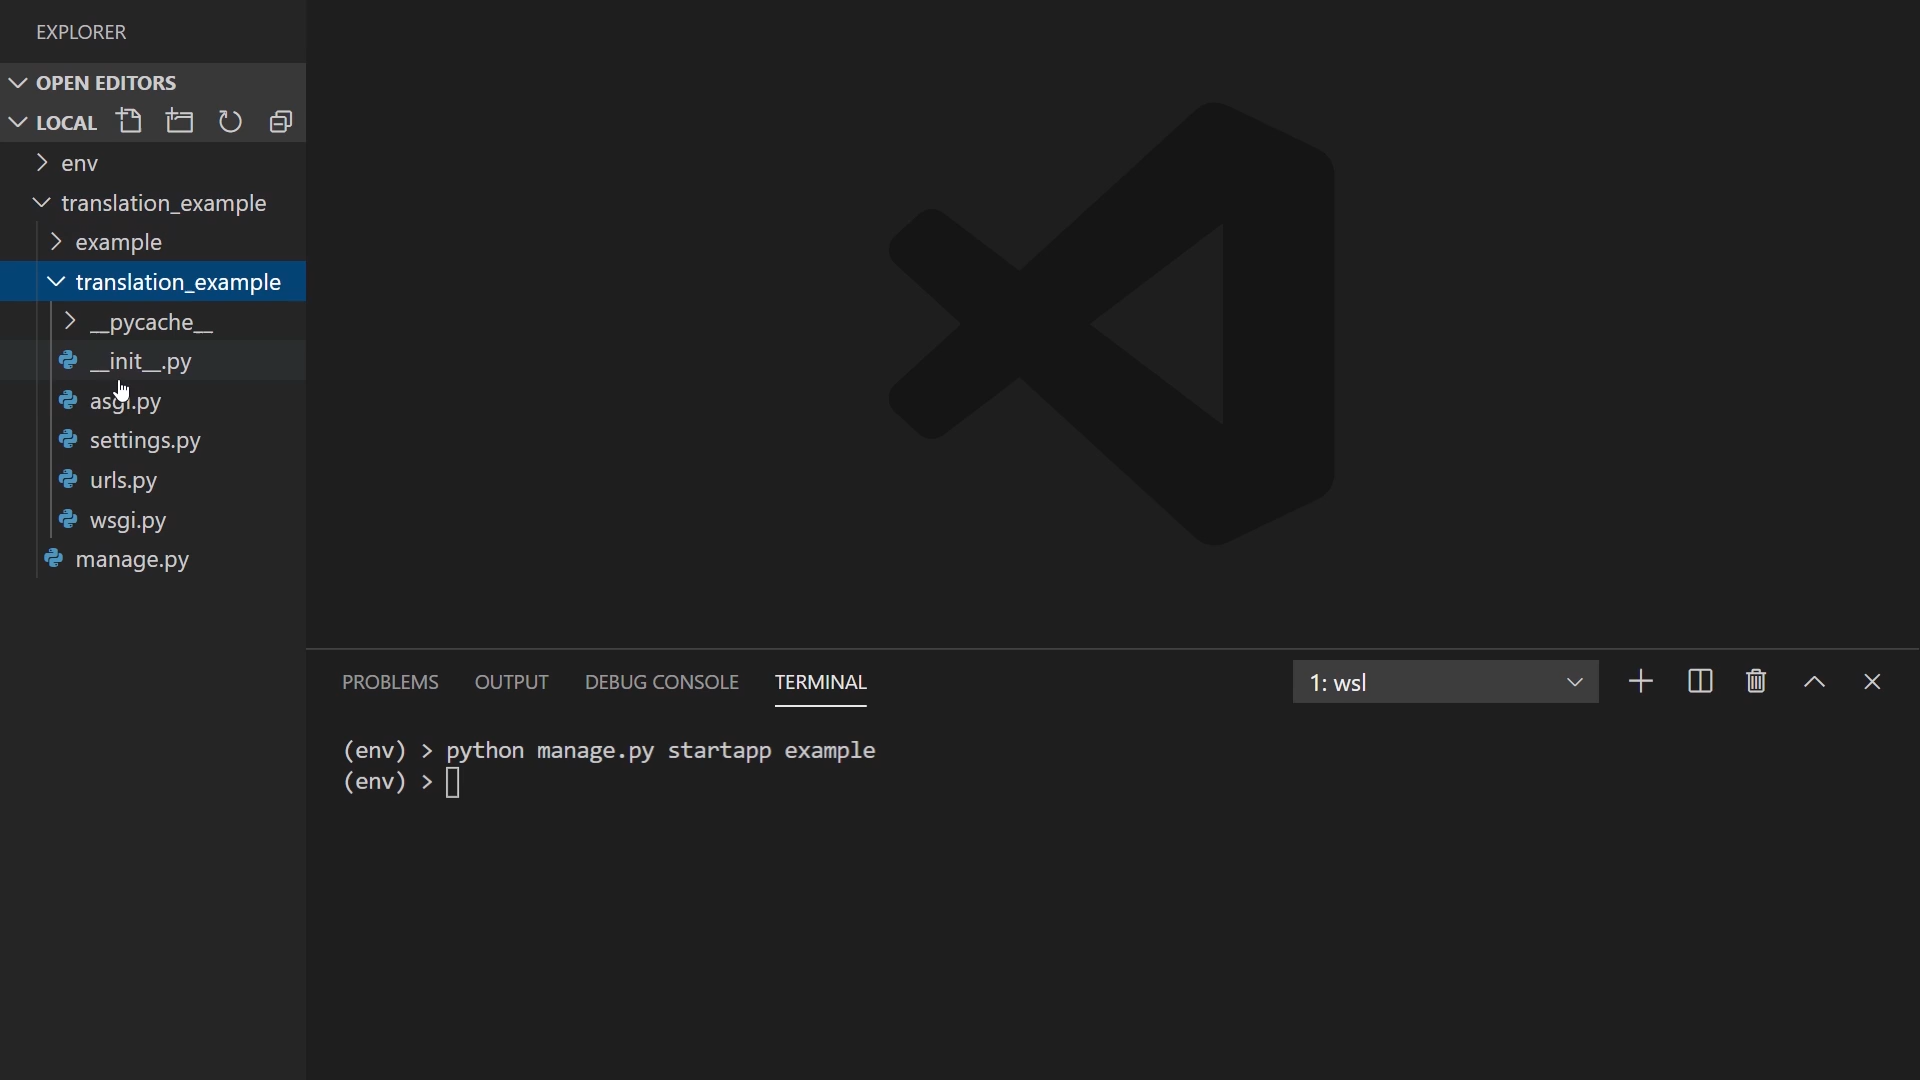 EXPLORER
OPEN EDITORS
LOCAL
env
translation_example
example
translation_example
__pycache__
__init__.py
asgi.py
settings.py
urls.py
wsgi.py
manage.py
PROBLEMS OUTPUT DEBUG CONSOLE TERMINAL 1: wsl
(env) > python manage.py startapp example
(env) >